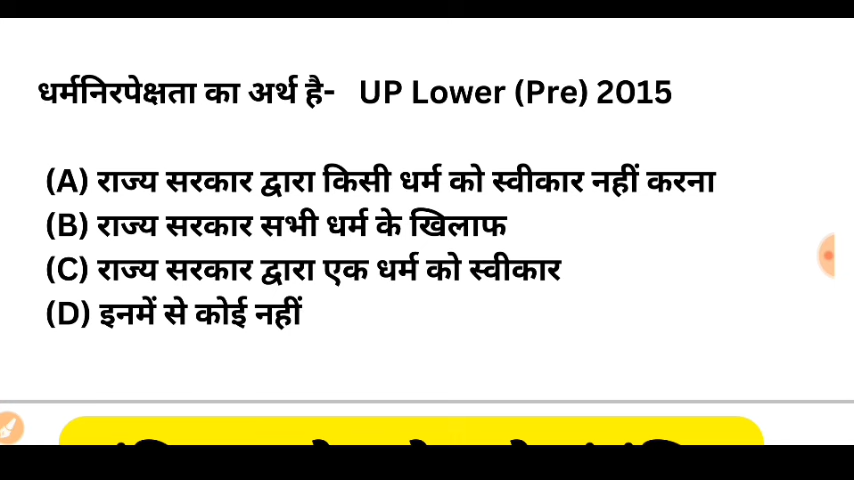 धर्मनिरपेक्षता का अर्थ है- UP Lower (Pre) 2015
(A) राज्य सरकार द्वारा किसी धर्म को स्वीकार नहीं करना
(B) राज्य सरकार सभी धर्म के खिलाफ
(C) राज्य सरकार द्वारा एक धर्म को स्वीकार
(D) इनमें से कोई नहीं